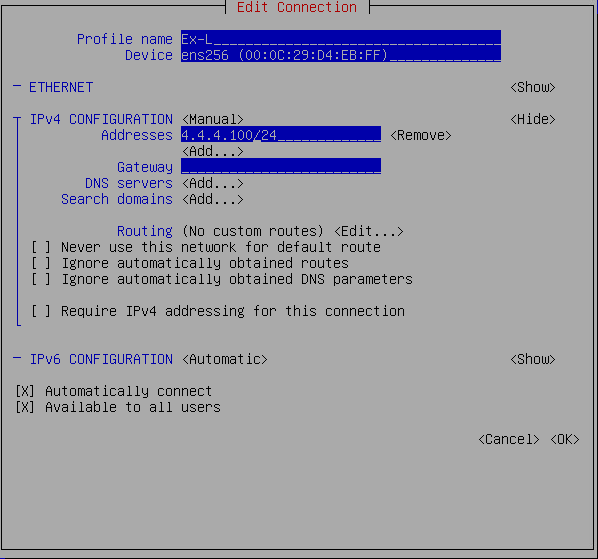 Edit Connection
Profile name Ex-L
Device ens256 (00:0C:29:D4:EB:FF)
ETHERNET <Show>
IPv4 CONFIGURATION <Manual> <Hide>
Addresses 4.4.4.100/24 <Remove>
<Add...>
Gateway
DNS servers <Add...>
Search domains <Add...>
Routing (No custom routes) <Edit...>
[ ] Never use this network for default route
[ ] Ignore automatically obtained routes
[ ] Ignore automatically obtained DNS parameters
[ ] Require IPv4 addressing for this connection
IPv6 CONFIGURATION <Automatic> <Show>
[X] Automatically connect
[X] Available to all users
<Cancel> <OK>